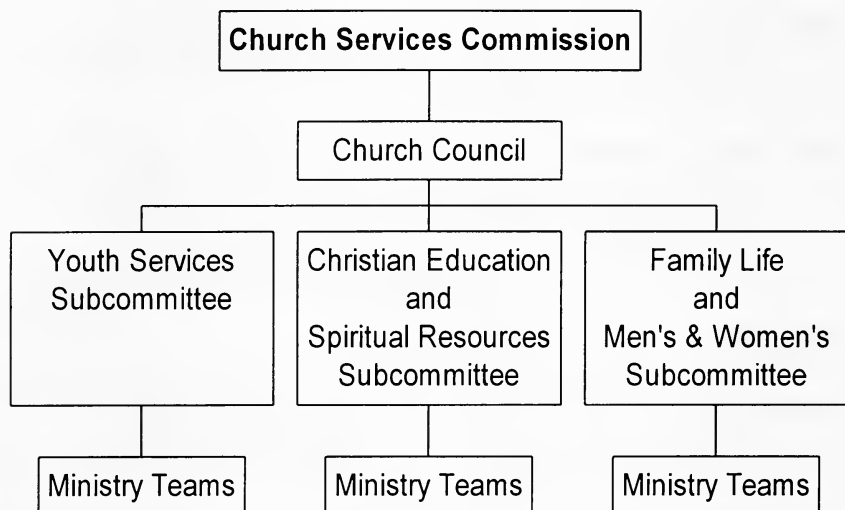 Church Services Commission
Church Council
Youth Services
Subcommittee
Christian Education
and
Spiritual Resources
Subcommittee
Family Life
and
Men's & Women's
Subcommittee
Ministry Teams
Ministry Teams
Ministry Teams